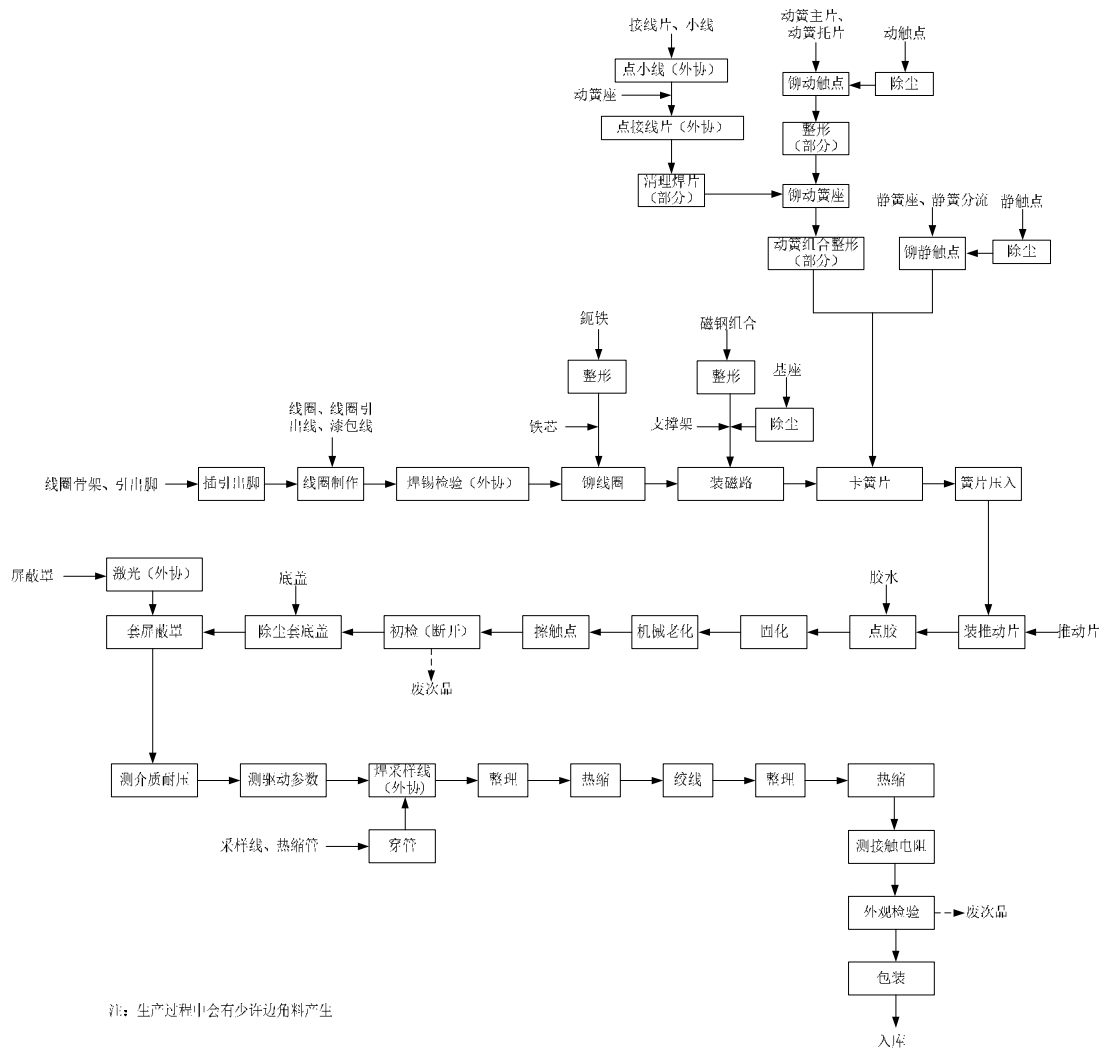 接线片、小线
点小线（外协）
动簧座
点接线片（外协）
清理焊片
（部分）
动簧主片、
动簧托片
动触点
铆动触点
除尘
整形
（部分）
铆动簧座
动簧组合整形
（部分）
静簧座、静簧分流
静触点
铆静触点
除尘
轭铁
整形
铁芯
磁钢组合
整形
支撑架
基座
除尘
线圈、线圈引
出线、漆包线
线圈骨架、引出脚
插引出脚
线圈制作
焊锡检验（外协）
铆线圈
装磁路
卡簧片
簧片压入
屏蔽罩
激光（外协）
底盖
胶水
套屏蔽罩
除尘套底盖
初检（断开）
擦触点
机械老化
固化
点胶
装推动片
推动片
废次品
测介质耐压
测驱动参数
焊采样线
（外协）
整理
热缩
绞线
整理
热缩
采样线、热缩管
穿管
测接触电阻
外观检验
废次品
包装
入库
注：生产过程中会有少许边角料产生